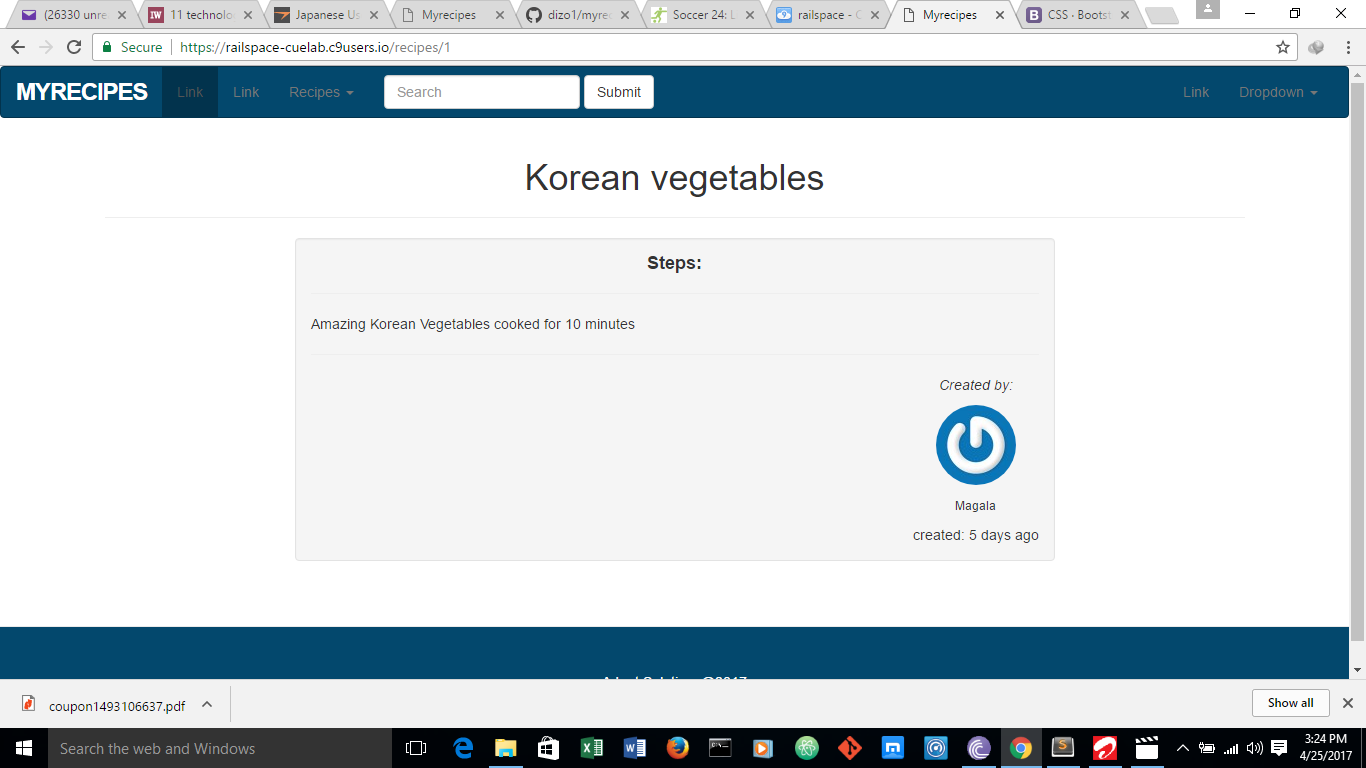 (26330 unre
11 technolo
Japanese Us
Myrecipes
dizo1/myrec
Soccer 24: L
railspace - C
Myrecipes
CSS · Bootst
Secure
https://railspace-cuelab.c9users.io/recipes/1
MYRECIPES
Link
Link
Recipes
Search
Submit
Link
Dropdown
Korean vegetables
Steps:
Amazing Korean Vegetables cooked for 10 minutes
Created by:
Magala
created: 5 days ago
coupon1493106637.pdf
Show all
Search the web and Windows
3:24 PM
4/25/2017